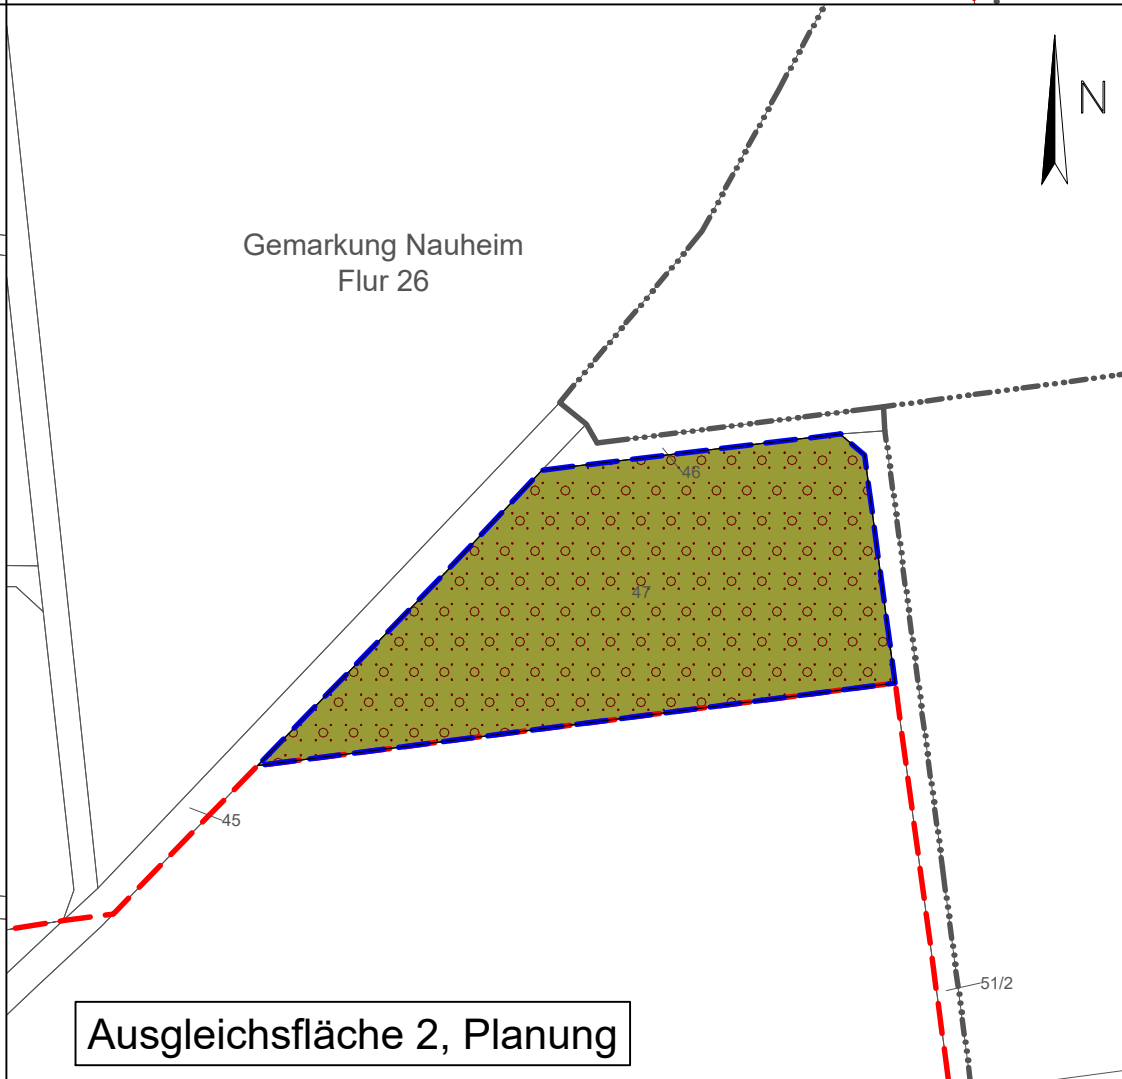 N
Gemarkung Nauheim
Flur 26
46
47
45
51/2
Ausgleichsfläche 2, Planung